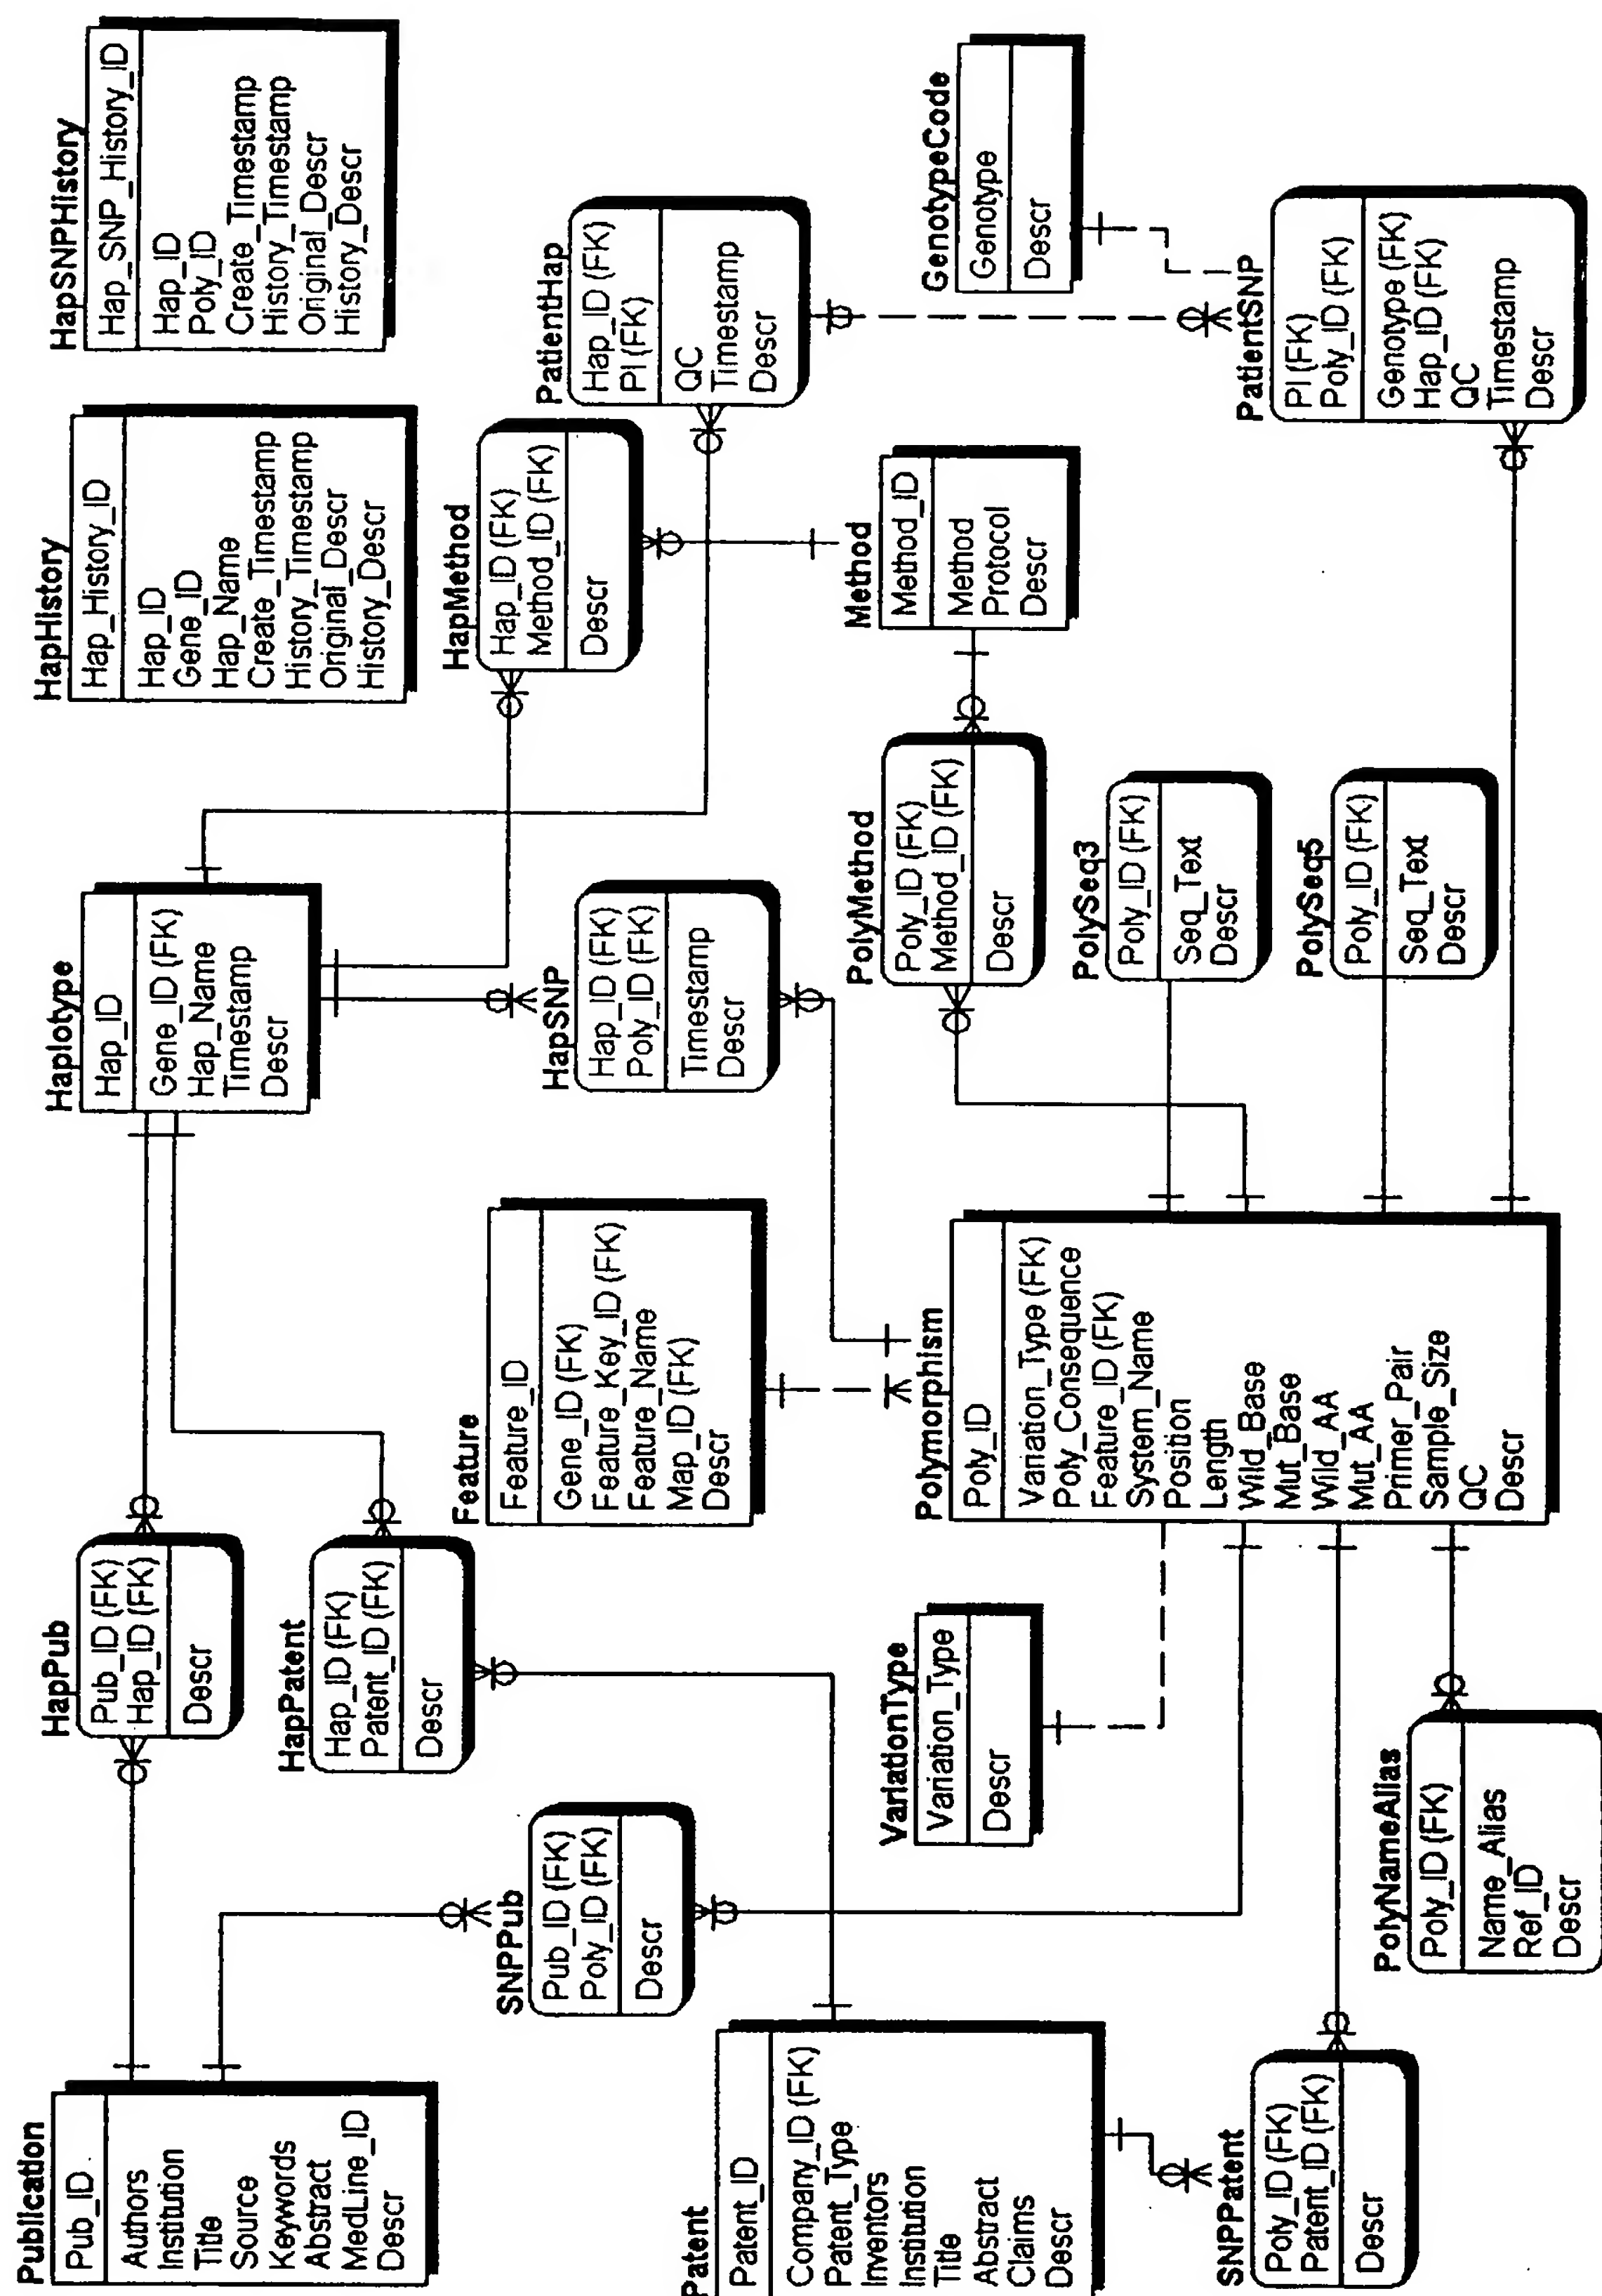 Publication
Pub_ID
Authors
Institution
Title
Source
Keywords
Abstract
MedLine_ID
Descr
HapPub
Pub_ID (FK)
Hap_ID (FK)
Descr
Haplotype
Hap_ID
Gene_ID (FK)
Hap_Name
Timestamp
Descr
HapHistory
Hap_History_ID
Hap_ID
Gene_ID
Hap_Name
Create_Timestamp
History_Timestamp
Original_Descr
History_Descr
HapSNPHistory
Hap_SNP_History_ID
Hap_ID
Poly_ID
Create_Timestamp
History_Timestamp
Original_Descr
History_Descr
HapPatent
Hap_ID (FK)
Patent_ID (FK)
Descr
SNPPub
Pub_ID (FK)
Poly_ID (FK)
Descr
Feature
Feature_ID
Gene_ID (FK)
Feature_Key_ID (FK)
Feature_Name
Map_ID (FK)
Descr
HapSNP
Hap_ID (FK)
Poly_ID (FK)
Timestamp
Descr
HapMethod
Hap_ID (FK)
Method_ID (FK)
Descr
PatientHap
Hap_ID (FK)
PI (FK)
QC
Timestamp
Descr
Patent
Patent_ID
Company_ID (FK)
Patent_Type
Inventors
Institution
Title
Abstract
Claims
Descr
VariationType
Variation_Type
Descr
Polymorphism
Poly_ID
Variation_Type (FK)
Poly_Consequence
Feature_ID (FK)
System_Name
Position
Length
Wild_Base
Mut_Base
Wild_AA
Mut_AA
Primer_Pair
Sample_Size
QC
Descr
PolyMethod
Poly_ID (FK)
Method_ID (FK)
Descr
Method
Method_ID
Method
Protocol
Descr
GenotypeCode
Genotype
Descr
PolySeq3
Poly_ID (FK)
Seq_Text
Descr
PolySeq5
Poly_ID (FK)
Seq_Text
Descr
PatientSNP
PI (FK)
Poly_ID (FK)
Genotype (FK)
Hap_ID (FK)
QC
Timestamp
Descr
SNPPatent
Poly_ID (FK)
Patent_ID (FK)
Descr
PolyNameAlias
Poly_ID (FK)
Name_Alias
Ref_ID
Descr